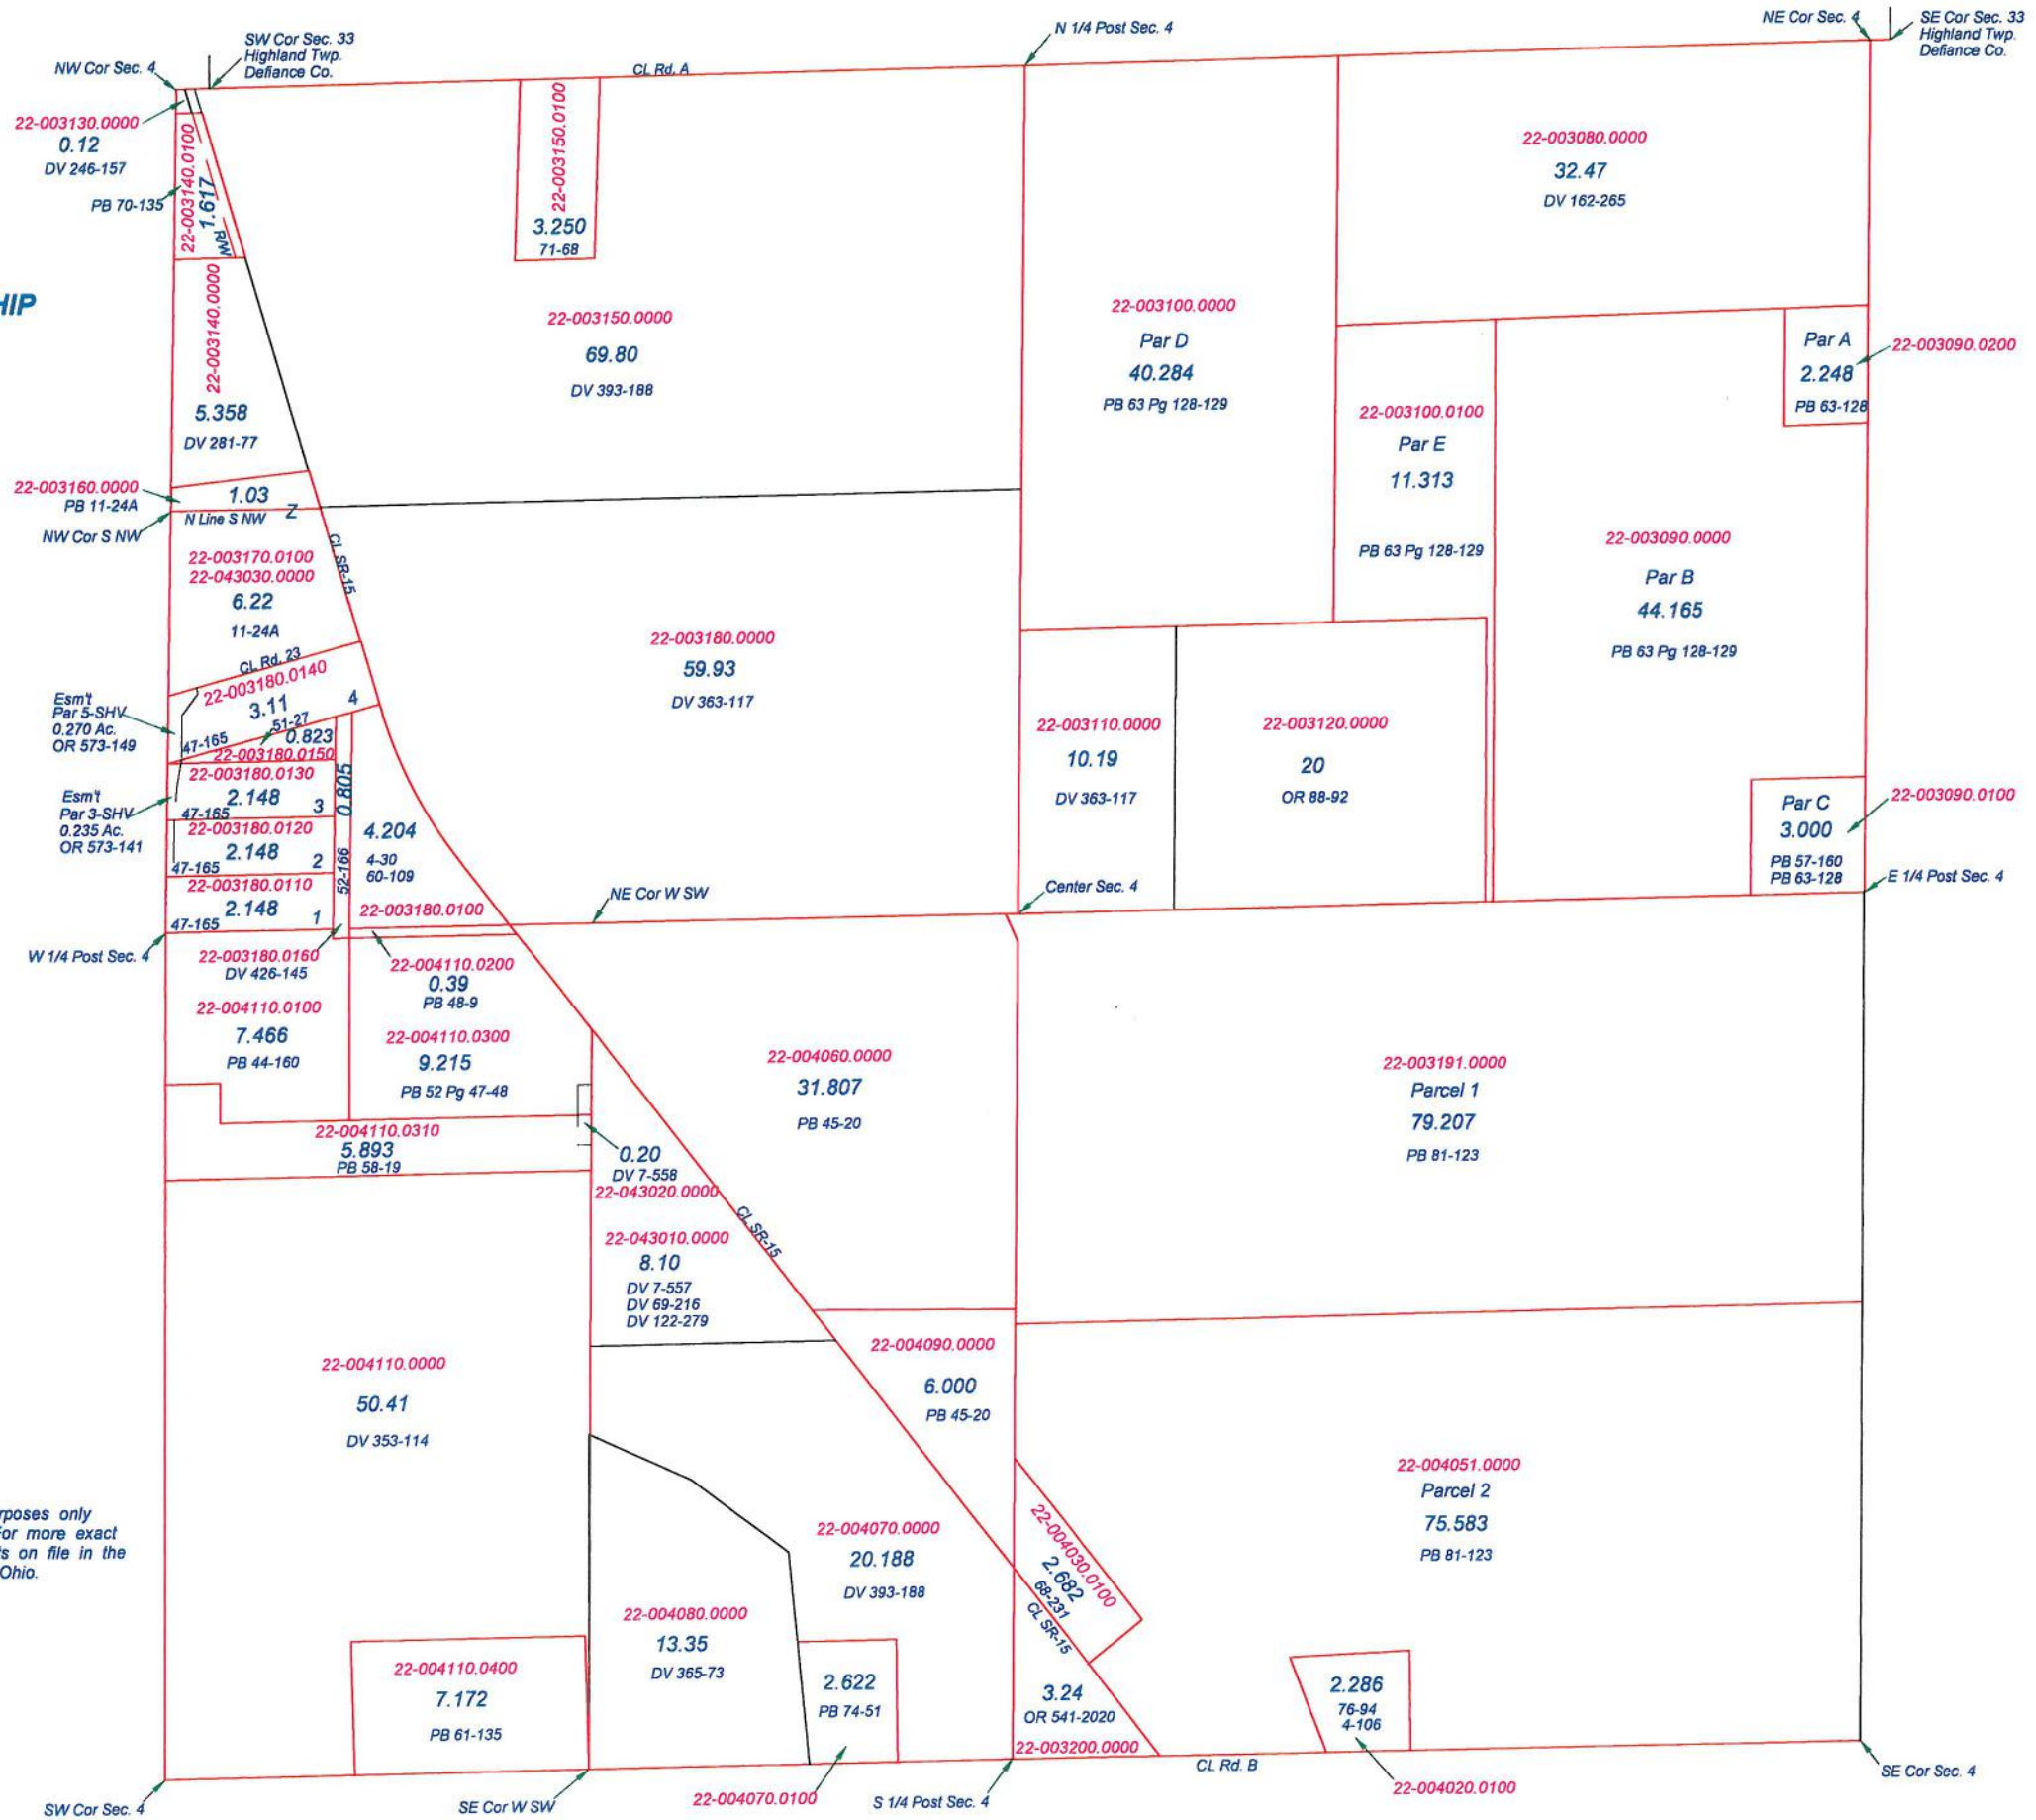 NW Cor Sec. 4
SW Cor Sec. 33
Highland Twp.
Defiance Co.
CL Rd. A
N 1/4 Post Sec. 4
NE Cor Sec. 4
SE Cor Sec. 33
Highland Twp.
Defiance Co.
22-003130.0000
0.12
DV 246-157
PB 70-135
22-003140.0100
1.617
R/W
22-003150.0100
3.250
71-68
22-003080.0000
32.47
DV 162-265
HIP
22-003140.0000
5.358
DV 281-77
22-003150.0000
69.80
DV 393-188
22-003100.0000
Par D
40.284
PB 63 Pg 128-129
Par A
2.248
PB 63-128
22-003090.0200
22-003100.0100
Par E
11.313
PB 63 Pg 128-129
22-003160.0000
PB 11-24A
1.03
NW Cor S NW
N Line S NW
Z
22-003170.0100
22-043030.0000
6.22
11-24A
CL SR-15
22-003090.0000
Par B
44.165
PB 63 Pg 128-129
CL Rd. 23
22-003180.0140
3.11
4
47-165
51-27
0.823
22-003180.0150
Esm't
Par 5-SHV
0.270 Ac.
OR 573-149
22-003180.0000
59.93
DV 363-117
22-003110.0000
10.19
DV 363-117
22-003120.0000
20
OR 88-92
22-003180.0130
2.148
3
47-165
Esm't
Par 3-SHV
0.235 Ac.
OR 573-141
22-003180.0120
2.148
2
47-165
22-003180.0110
2.148
1
47-165
0.805
52-166
4.204
4-30
60-109
22-003180.0100
Par C
3.000
PB 57-160
PB 63-128
22-003090.0100
NE Cor W SW
Center Sec. 4
E 1/4 Post Sec. 4
W 1/4 Post Sec. 4
22-003180.0160
DV 426-145
22-004110.0200
0.39
PB 48-9
22-004110.0100
7.466
PB 44-160
22-004110.0300
9.215
PB 52 Pg 47-48
22-004060.0000
31.807
PB 45-20
22-003191.0000
Parcel 1
79.207
PB 81-123
22-004110.0310
5.893
PB 58-19
0.20
DV 7-558
22-043020.0000
CL SR-15
22-043010.0000
8.10
DV 7-557
DV 69-216
DV 122-279
22-004110.0000
50.41
DV 353-114
22-004090.0000
6.000
PB 45-20
22-004051.0000
Parcel 2
75.583
PB 81-123
rposes only
For more exact
ts on file in the
Ohio.
22-004070.0000
20.188
DV 393-188
22-004030.0100
2.682
68-231
CL SR-15
22-004080.0000
13.35
DV 365-73
22-004110.0400
7.172
PB 61-135
2.622
PB 74-51
3.24
OR 541-2020
22-003200.0000
2.286
76-94
4-106
CL Rd. B
SW Cor Sec. 4
SE Cor W SW
22-004070.0100
S 1/4 Post Sec. 4
22-004020.0100
SE Cor Sec. 4